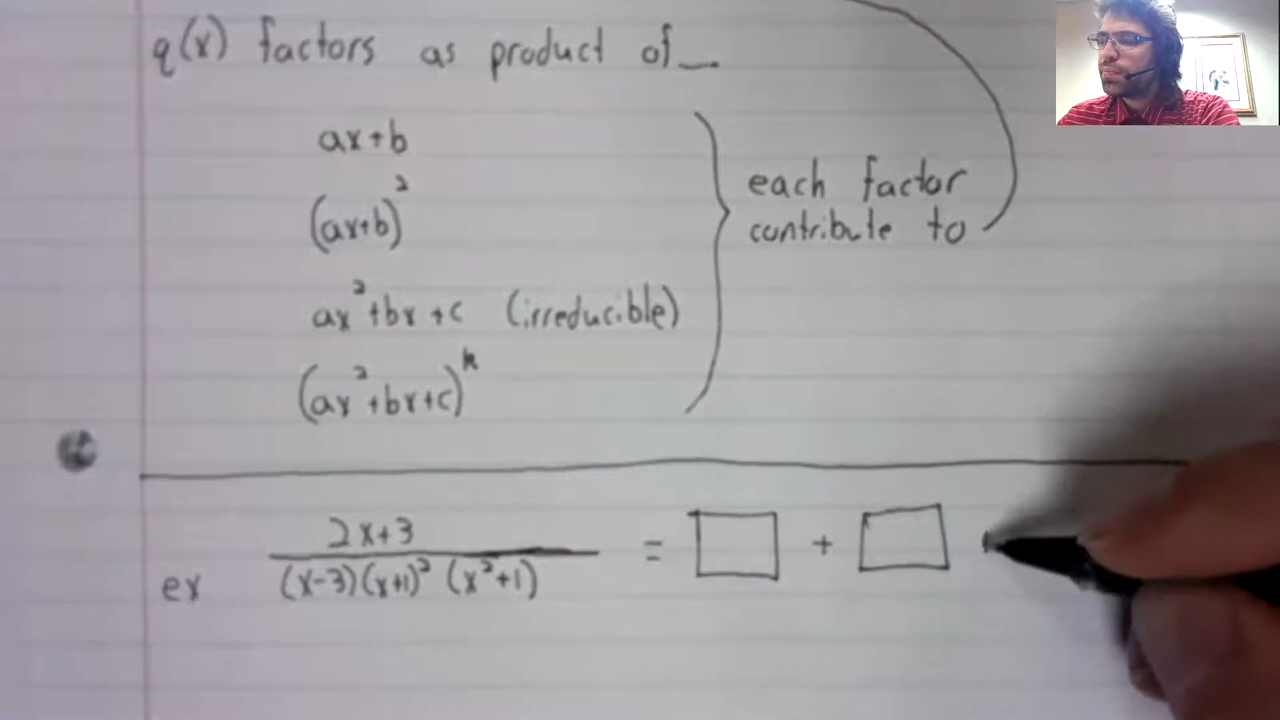 q(x) factors as product of_
ax+b
(ax+b)²
each factor
contribute to
ax²+bx+c (irreducible)
(ax²+bx+c)ᵏ
ex 2x+3 / (x-3)(x+1)² (x²+1) = □ + □